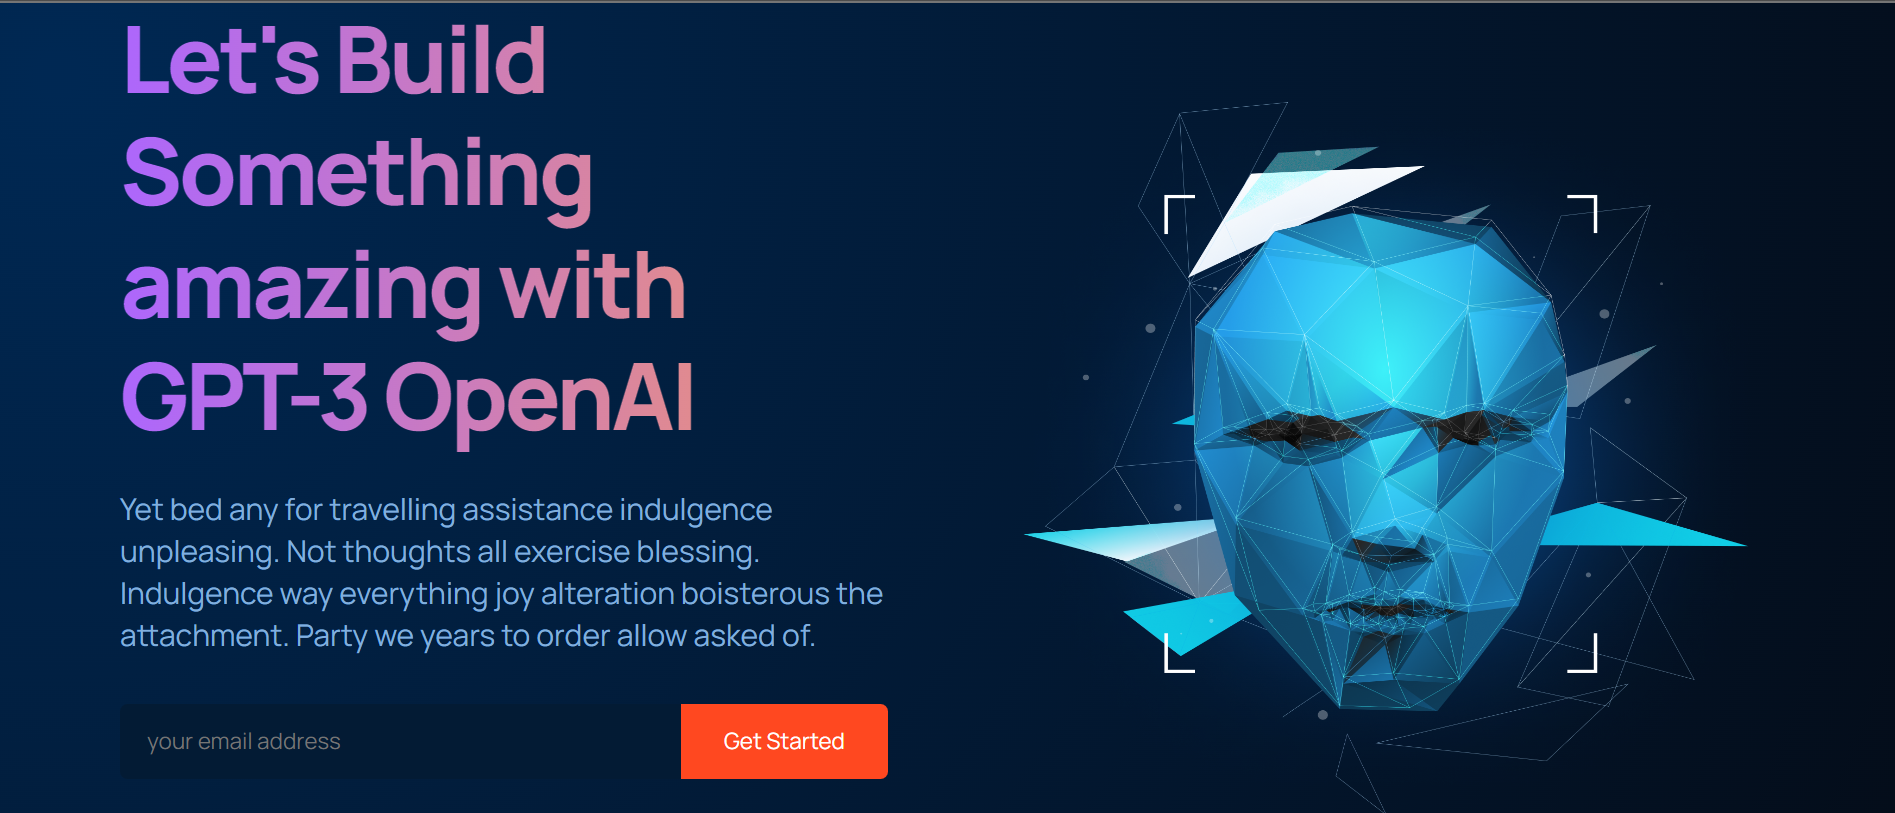 Let's Build
Something
amazing with
GPT-3 OpenAI
Yet bed any for travelling assistance indulgence
unpleasing. Not thoughts all exercise blessing.
Indulgence way everything joy alteration boisterous the
attachment. Party we years to order allow asked of.
your email address
Get Started